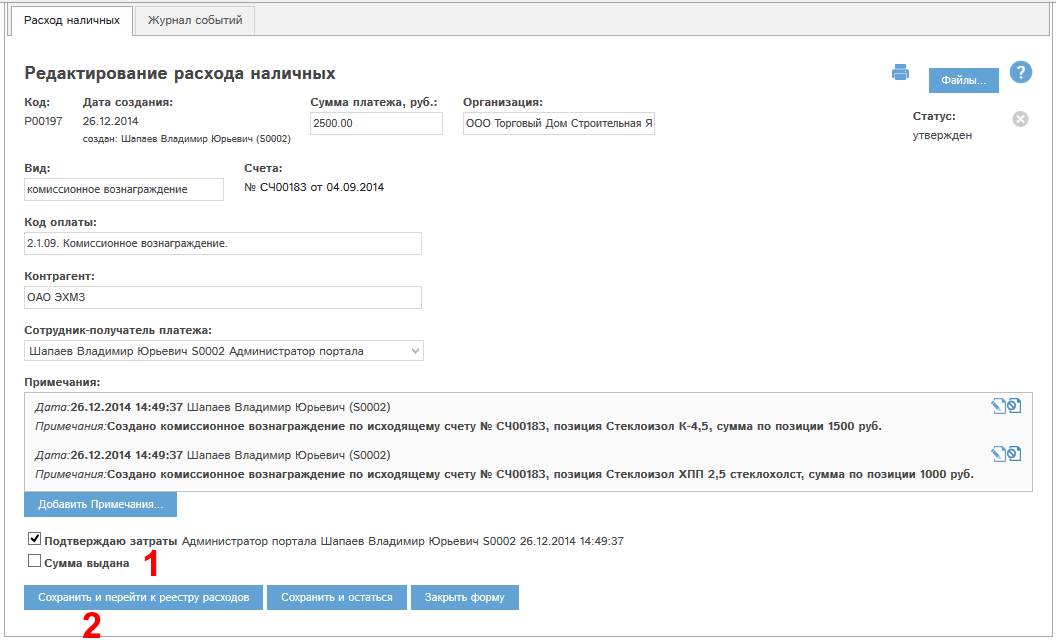 Расход наличных Журнал событий
Редактирование расхода наличных
Файлы... ?
Код: Дата создания: Сумма платежа, руб.: Организация:
P00197 26.12.2014 2500.00 ООО Торговый Дом Строительная Я
создан: Шапаев Владимир Юрьевич (S0002)
Статус:
утвержден
Вид: Счета:
комиссионное вознаграждение № СЧ00183 от 04.09.2014
Код оплаты:
2.1.09. Комиссионное вознаграждение.
Контрагент:
ОАО ЭХМЗ
Сотрудник-получатель платежа:
Шапаев Владимир Юрьевич S0002 Администратор портала
Примечания:
Дата:26.12.2014 14:49:37 Шапаев Владимир Юрьевич (S0002)
Примечания:Создано комиссионное вознаграждение по исходящему счету № СЧ00183, позиция Стеклоизол К-4,5, сумма по позиции 1500 руб.
Дата:26.12.2014 14:49:37 Шапаев Владимир Юрьевич (S0002)
Примечания:Создано комиссионное вознаграждение по исходящему счету № СЧ00183, позиция Стеклоизол ХПП 2,5 стеклохолст, сумма по позиции 1000 руб.
Добавить Примечания...
Подтверждаю затраты Администратор портала Шапаев Владимир Юрьевич S0002 26.12.2014 14:49:37
Сумма выдана 1
Сохранить и перейти к реестру расходов Сохранить и остаться Закрыть форму
2